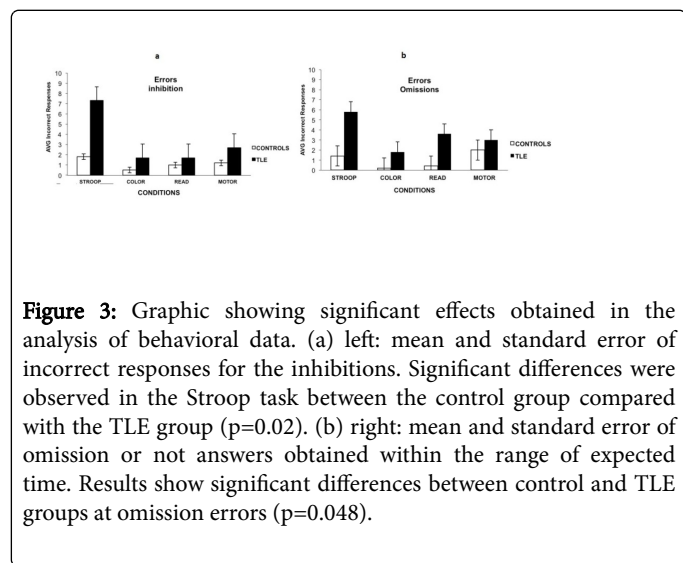 a
b
Errors
inhibition
AVG Incorrect Responses
10
9
8
7
6
5
4
3
2
1
0
STROOP
COLOR
READ
MOTOR
CONDITIONS
CONTROLS
TLE
Errors
Omissions
AVG Incorrect Responses
10
9
8
7
6
5
4
3
2
1
0
STROOP
COLOR
READ
MOTOR
CONDITIONS
CONTROLS
TLE
Figure 3: Graphic showing significant effects obtained in the
analysis of behavioral data. (a) left: mean and standard error of
incorrect responses for the inhibitions. Significant differences were
observed in the Stroop task between the control group compared
with the TLE group (p=0.02). (b) right: mean and standard error of
omission or not answers obtained within the range of expected
time. Results show significant differences between control and TLE
groups at omission errors (p=0.048).